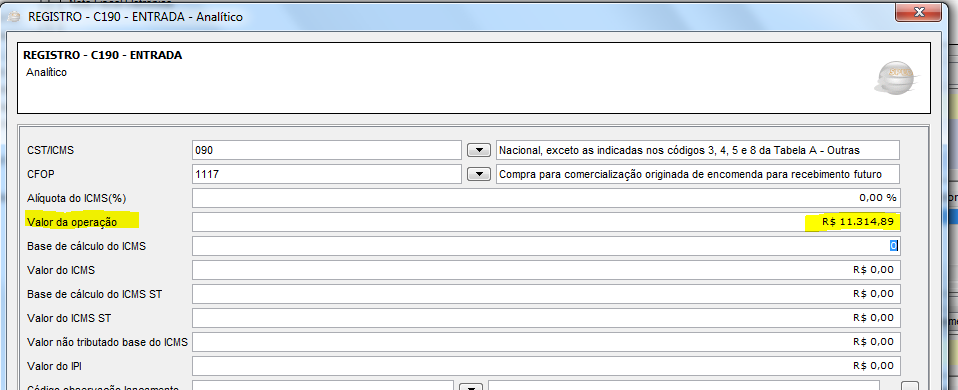 REGISTRO - C190 - ENTRADA - Analítico
REGISTRO - C190 - ENTRADA
Analítico
CST/ICMS 090 Nacional, exceto as indicadas nos códigos 3, 4, 5 e 8 da Tabela A - Outras
CFOP 1117 Compra para comercialização originada de encomenda para recebimento futuro
Alíquota do ICMS(%) 0,00 %
Valor da operação R$ 11.314,89
Base de cálculo do ICMS 0
Valor do ICMS R$ 0,00
Base de cálculo do ICMS ST R$ 0,00
Valor do ICMS ST R$ 0,00
Valor não tributado base do ICMS R$ 0,00
Valor do IPI R$ 0,00
Código observação lançamento